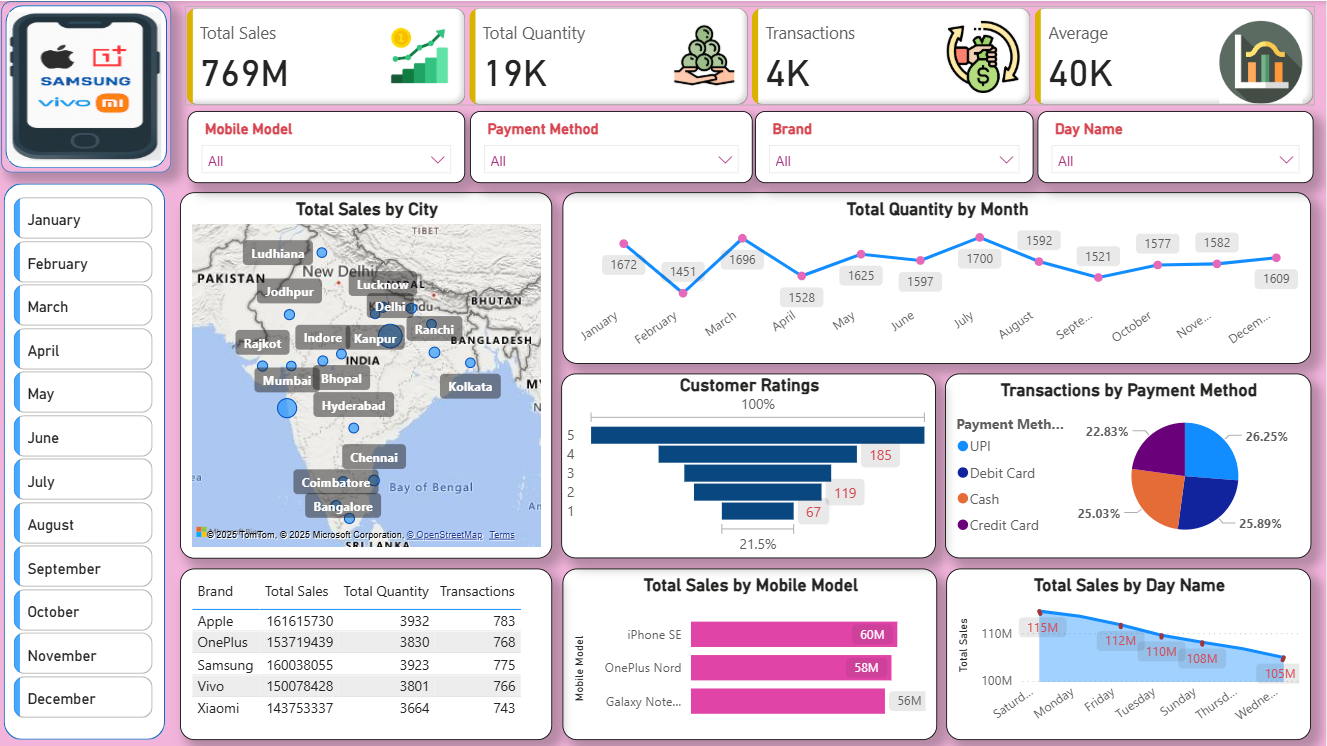 SAMSUNG
vivo
mi
Total Sales
769M
Total Quantity
19K
Transactions
4K
Average
40K
Mobile Model
All
Payment Method
All
Brand
All
Day Name
All
January
February
March
April
May
June
July
August
September
October
November
December
Total Sales by City
TIBET
Ludhiana
New Delhi
PAKISTAN
Lucknow
Jodhpur
BHUTAN
Delhi
Ranchi
Rajkot
Indore
Kanpur
BANGLADESH
INDIA
Mumbai
Bhopal
Kolkata
Hyderabad
Chennai
Coimbatore
Bay of Bengal
Bangalore
© 2025 TomTom, © 2025 Microsoft Corporation, © OpenStreetMap Terms
SRI LANKA
Total Quantity by Month
1672
1451
1696
1528
1625
1597
1700
1592
1521
1577
1582
1609
January
February
March
April
May
June
July
August
Septe...
October
Nove...
Decem...
Customer Ratings
100%
5
4
185
3
2
119
1
67
21.5%
Transactions by Payment Method
Payment Meth...
UPI
Debit Card
Cash
Credit Card
22.83%
26.25%
25.03%
25.89%
Brand Total Sales Total Quantity Transactions
Apple 161615730 3932 783
OnePlus 153719439 3830 768
Samsung 160038055 3923 775
Vivo 150078428 3801 766
Xiaomi 143753337 3664 743
Total Sales by Mobile Model
Mobile Model
iPhone SE 60M
OnePlus Nord 58M
Galaxy Note... 56M
Total Sales by Day Name
Total Sales
110M
100M
115M
112M
110M
108M
105M
Saturd...
Monday
Friday
Tuesday
Sunday
Thursd...
Wedne...